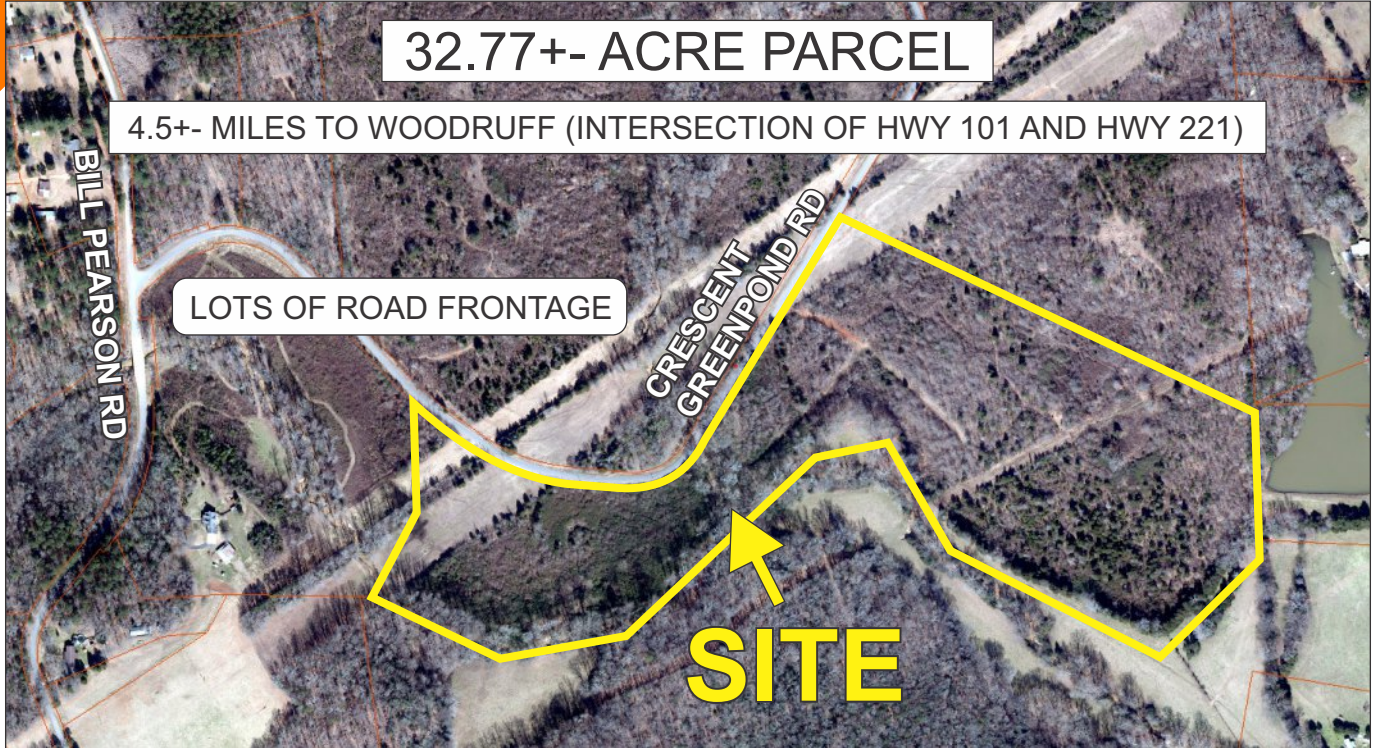 32.77+- ACRE PARCEL
4.5+- MILES TO WOODRUFF (INTERSECTION OF HWY 101 AND HWY 221)
BILL PEARSON RD
LOTS OF ROAD FRONTAGE
CRESCENT
GREENPOND RD
SITE